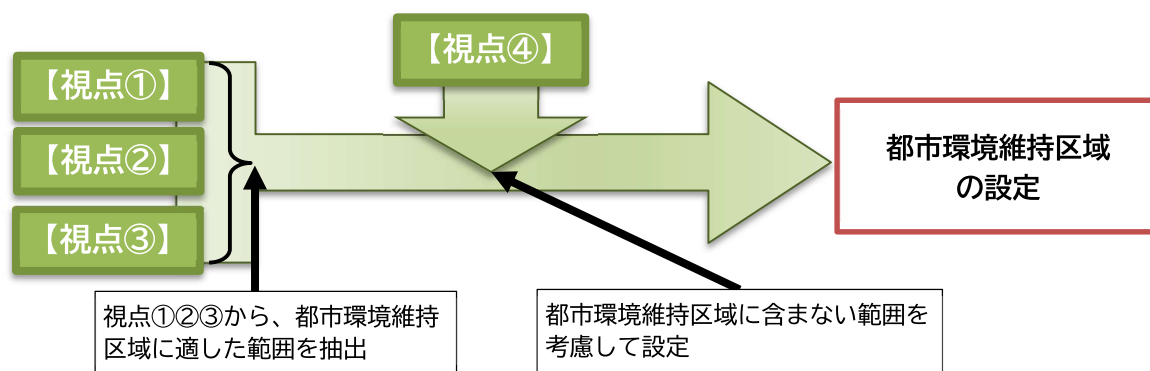 【視点④】
【視点①】
【視点②】
【視点③】
都市環境維持区域
の設定
視点①②③から、都市環境維持
区域に適した範囲を抽出
都市環境維持区域に含まない範囲を
考慮して設定